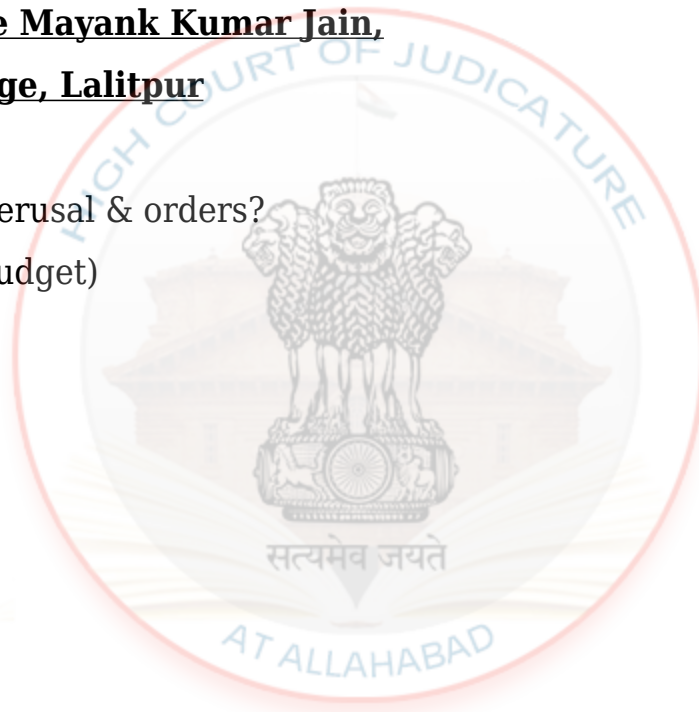 e Mayank Kumar Jain,
ge, Lalitpur
erusal & orders?
udget)
HIGH COURT OF JUDICATURE
सत्यमेव जयते
AT ALLAHABAD